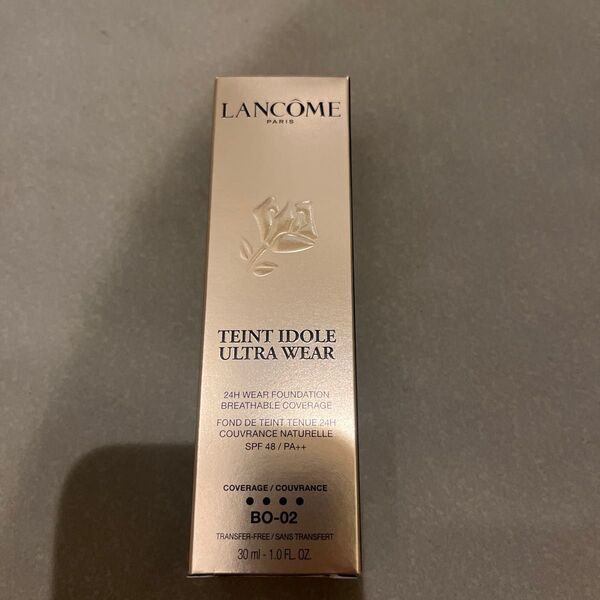 LANCÔME
PARIS
TEINT IDOLE
ULTRA WEAR
24H WEAR FOUNDATION
BREATHABLE COVERAGE
FOND DE TEINT TENUE 24H
COUVRANCE NATURELLE
SPF 48 / PA++
COVERAGE / COUVRANCE
BO-02
TRANSFER-FREE / SANS TRANSFERT
30 ml - 1.0 FL. OZ.